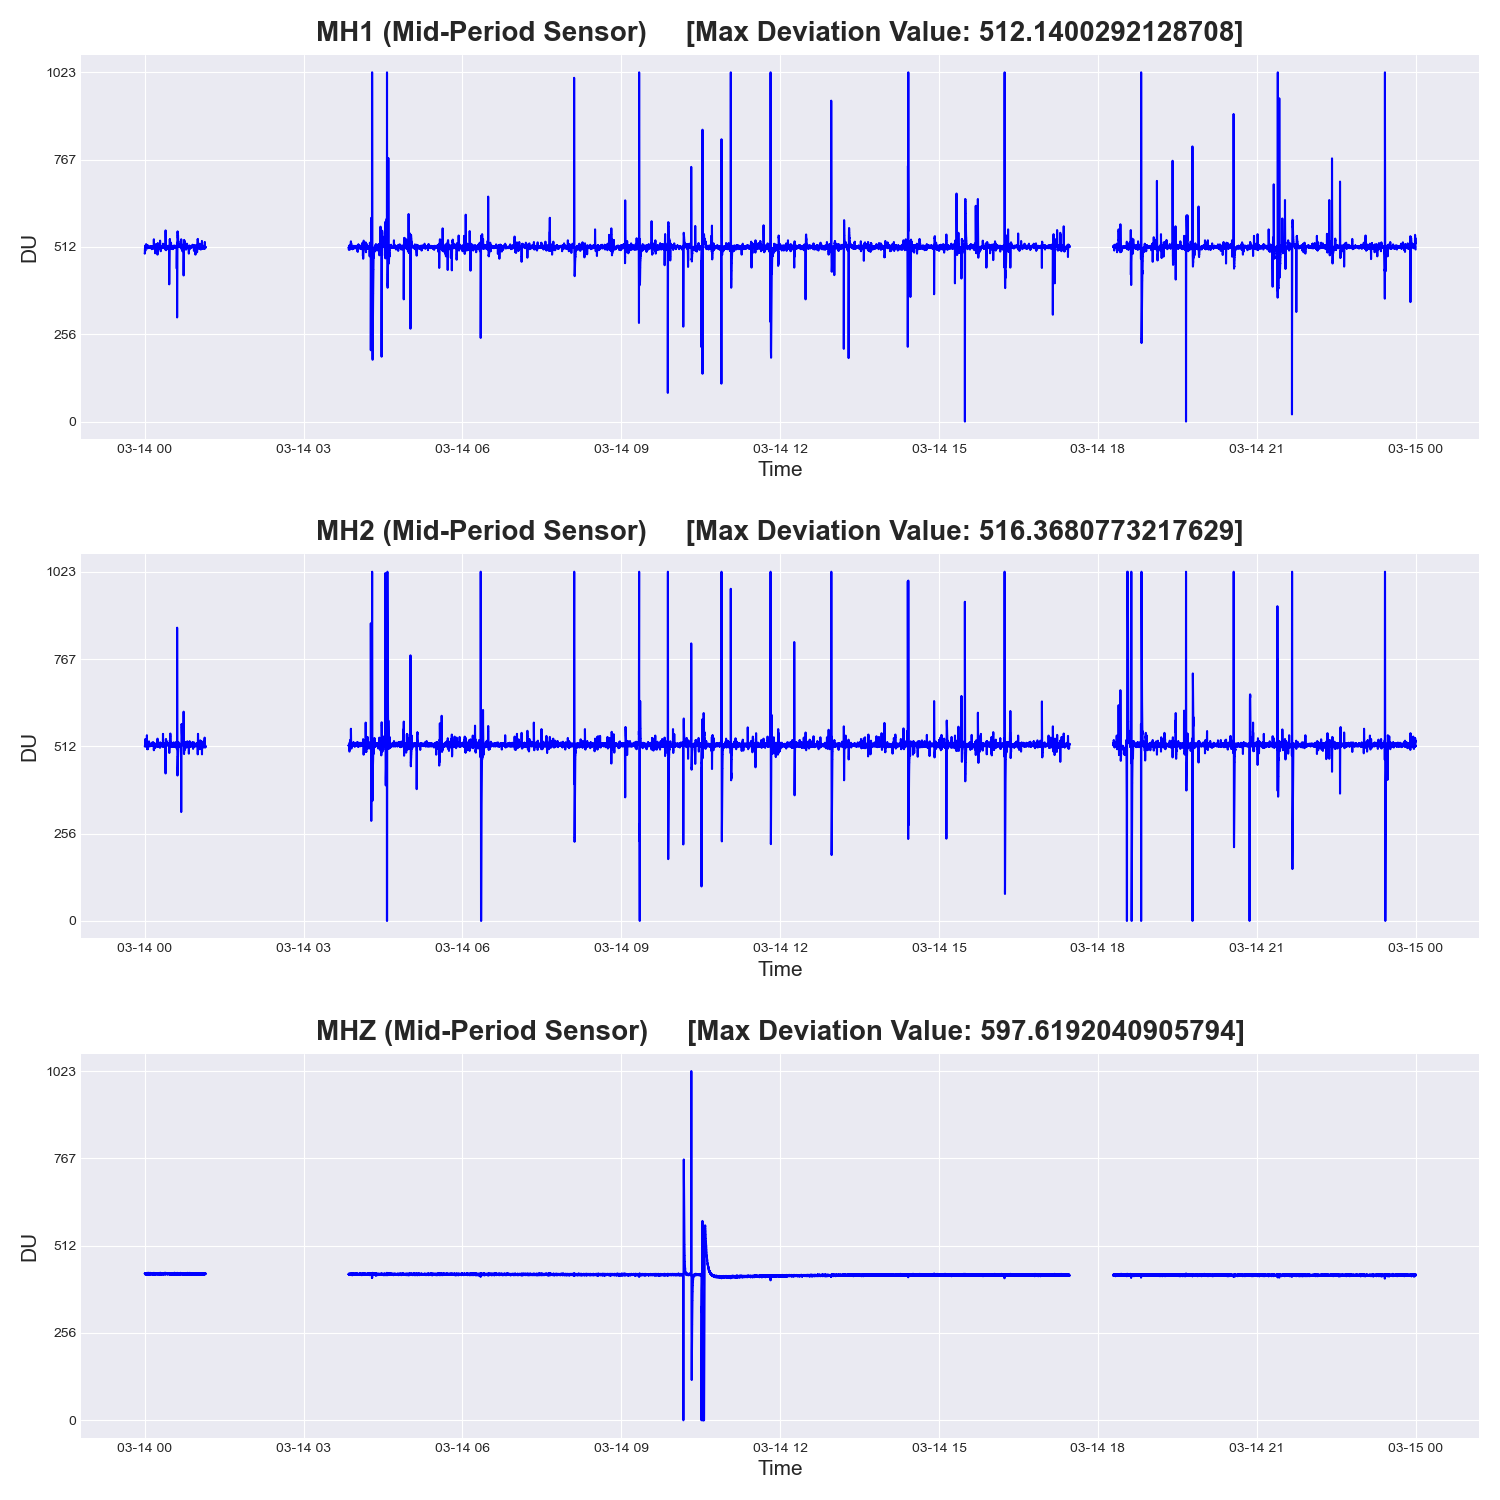 MH1 (Mid-Period Sensor) [Max Deviation Value: 512.1400292128708]
1023
767
512
256
0
DU
03-14 00 03-14 03 03-14 06 03-14 09 03-14 12 03-14 15 03-14 18 03-14 21 03-15 00
Time
MH2 (Mid-Period Sensor) [Max Deviation Value: 516.3680773217629]
1023
767
512
256
0
DU
03-14 00 03-14 03 03-14 06 03-14 09 03-14 12 03-14 15 03-14 18 03-14 21 03-15 00
Time
MHZ (Mid-Period Sensor) [Max Deviation Value: 597.6192040905794]
1023
767
512
256
0
DU
03-14 00 03-14 03 03-14 06 03-14 09 03-14 12 03-14 15 03-14 18 03-14 21 03-15 00
Time